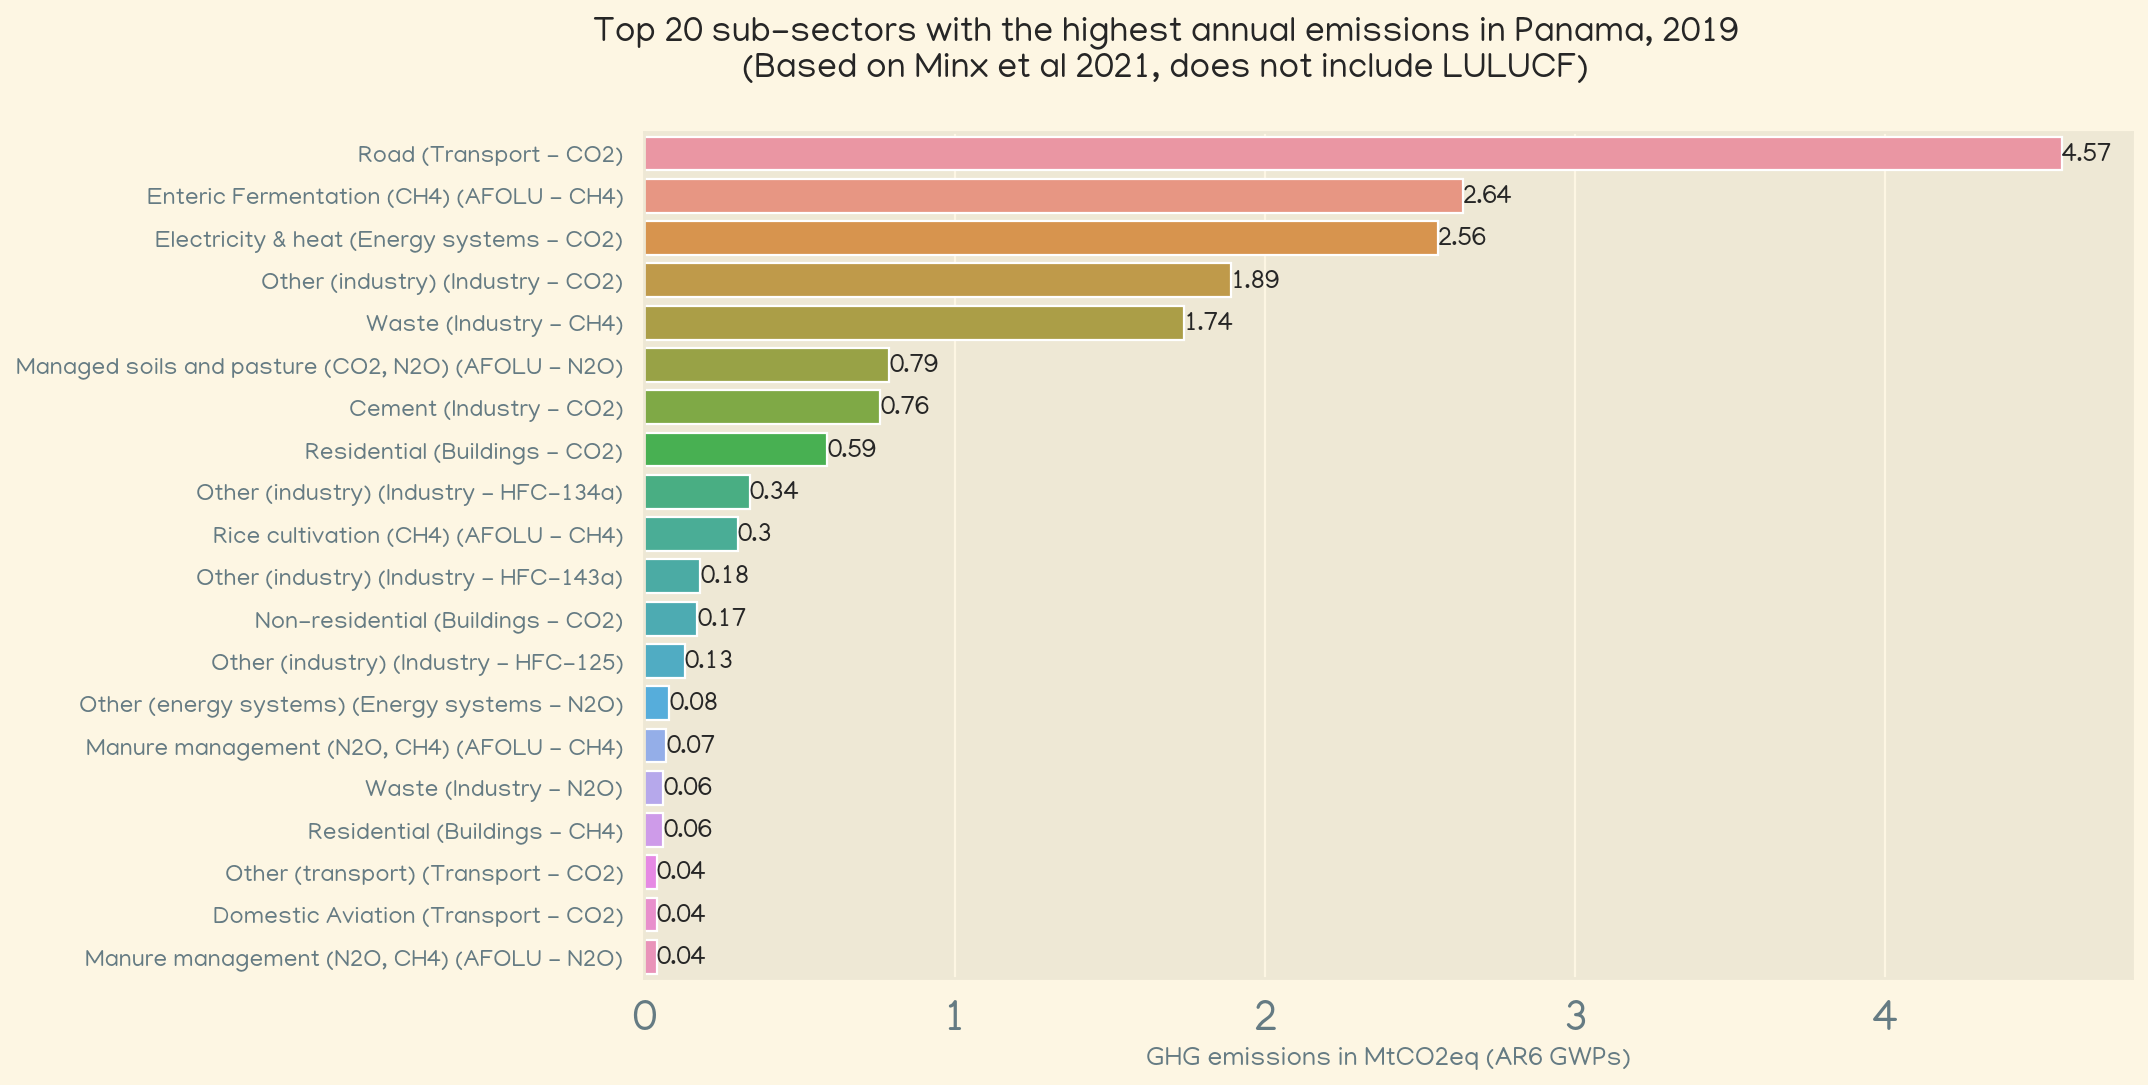 Top 20 sub-sectors with the highest annual emissions in Panama, 2019
(Based on Minx et al 2021, does not include LULUCF)
Road (Transport - CO2) 4.57
Enteric Fermentation (CH4) (AFOLU - CH4) 2.64
Electricity & heat (Energy systems - CO2) 2.56
Other (industry) (Industry - CO2) 1.89
Waste (Industry - CH4) 1.74
Managed soils and pasture (CO2, N2O) (AFOLU - N2O) 0.79
Cement (Industry - CO2) 0.76
Residential (Buildings - CO2) 0.59
Other (industry) (Industry - HFC-134a) 0.34
Rice cultivation (CH4) (AFOLU - CH4) 0.3
Other (industry) (Industry - HFC-143a) 0.18
Non-residential (Buildings - CO2) 0.17
Other (industry) (Industry - HFC-125) 0.13
Other (energy systems) (Energy systems - N2O) 0.08
Manure management (N2O, CH4) (AFOLU - CH4) 0.07
Waste (Industry - N2O) 0.06
Residential (Buildings - CH4) 0.06
Other (transport) (Transport - CO2) 0.04
Domestic Aviation (Transport - CO2) 0.04
Manure management (N2O, CH4) (AFOLU - N2O) 0.04
0 1 2 3 4
GHG emissions in MtCO2eq (AR6 GWPs)